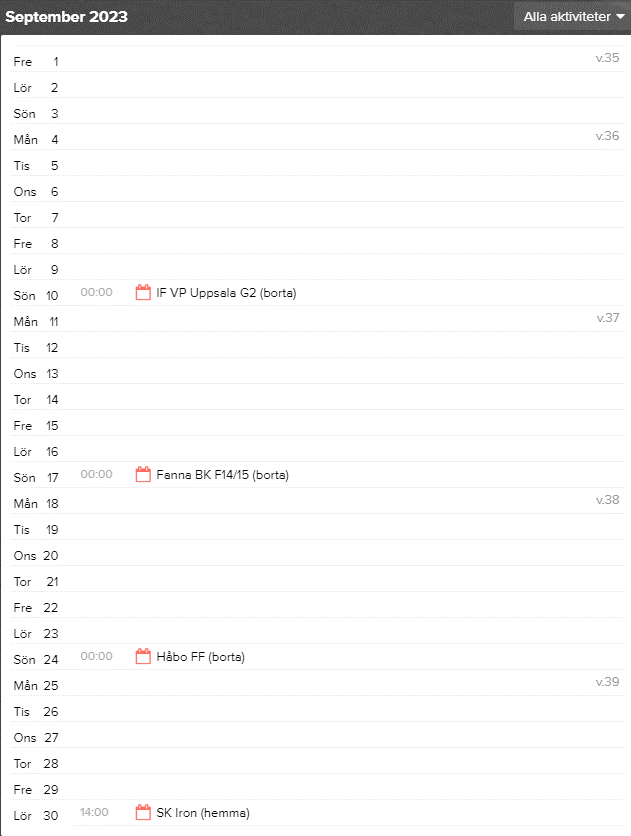 September 2023 Alla aktiviteter
Fre 1 v.35
Lör 2
Sön 3
Mån 4 v.36
Tis 5
Ons 6
Tor 7
Fre 8
Lör 9
Sön 10 00:00 IF VP Uppsala G2 (borta)
Mån 11 v.37
Tis 12
Ons 13
Tor 14
Fre 15
Lör 16
Sön 17 00:00 Fanna BK F14/15 (borta)
Mån 18 v.38
Tis 19
Ons 20
Tor 21
Fre 22
Lör 23
Sön 24 00:00 Håbo FF (borta)
Mån 25 v.39
Tis 26
Ons 27
Tor 28
Fre 29
Lör 30 14:00 SK Iron (hemma)